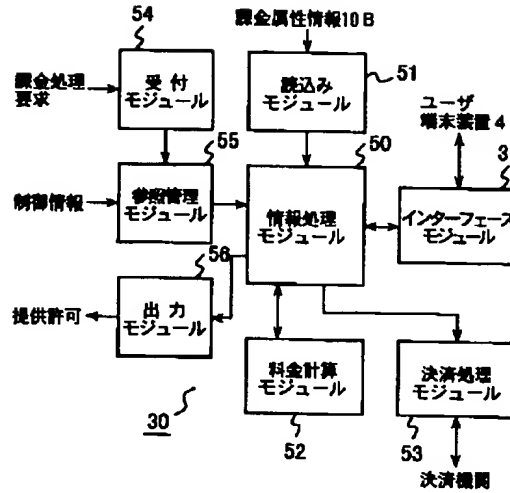 54
課金属性情報10B
課金処理
要求
受 付
モジュール
読込み
モジュール
51
ユーザ
端末装置4
55
50
3
制御情報
参照管理
モジュール
情報処理
モジュール
インターフェース
モジュール
56
提供許可
出 力
モジュール
料金計算
モジュール
決済処理
モジュール
30
52
53
決済機関